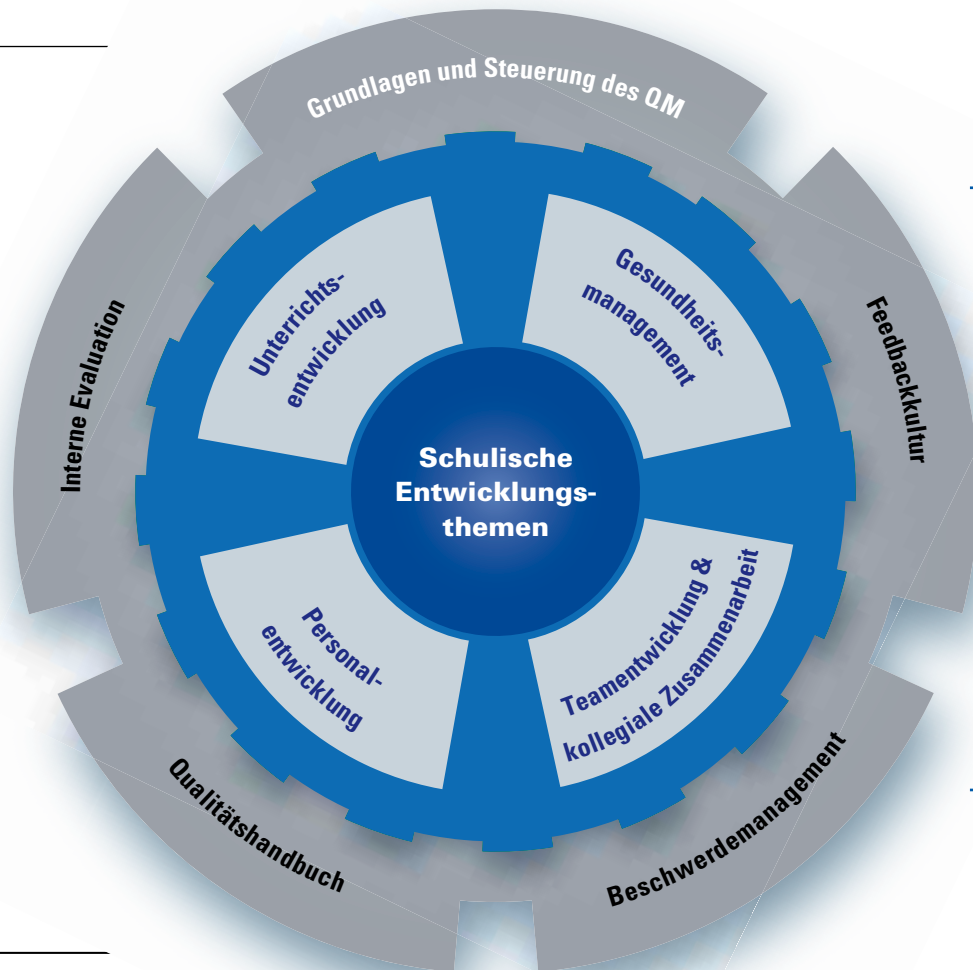 Grundlagen und Steuerung des QM
Interne Evaluation
Feedbackkultur
Unterrichts-
entwicklung
Gesundheits-
management
Schulische
Entwicklungs-
themen
Personal-
entwicklung
Teamentwicklung &
kollegiale Zusammenarbeit
Qualitätshandbuch
Beschwerdemanagement